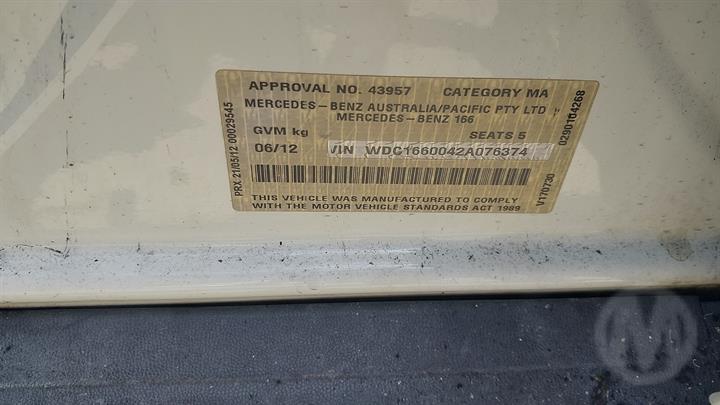 APPROVAL NO. 43957 CATEGORY MA
MERCEDES-BENZ AUSTRALIA/PACIFIC PTY LTD
MERCEDES-BENZ 166
GVM kg SEATS 5
06/12 VIN WDC1660042A076374
THIS VEHICLE WAS MANUFACTURED TO COMPLY
WITH THE MOTOR VEHICLE STANDARDS ACT 1989
PRX 21/05/12 00029545
0290104268
V170730
M